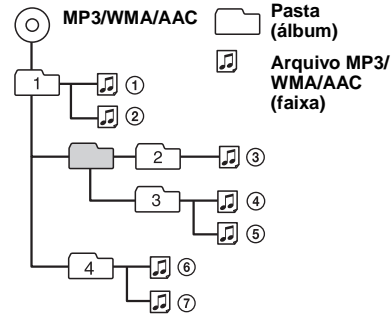 MP3/WMA/AAC
Pasta
(álbum)
Arquivo MP3/
WMA/AAC
(faixa)
1
①
②
2
③
3
④
⑤
4
⑥
⑦